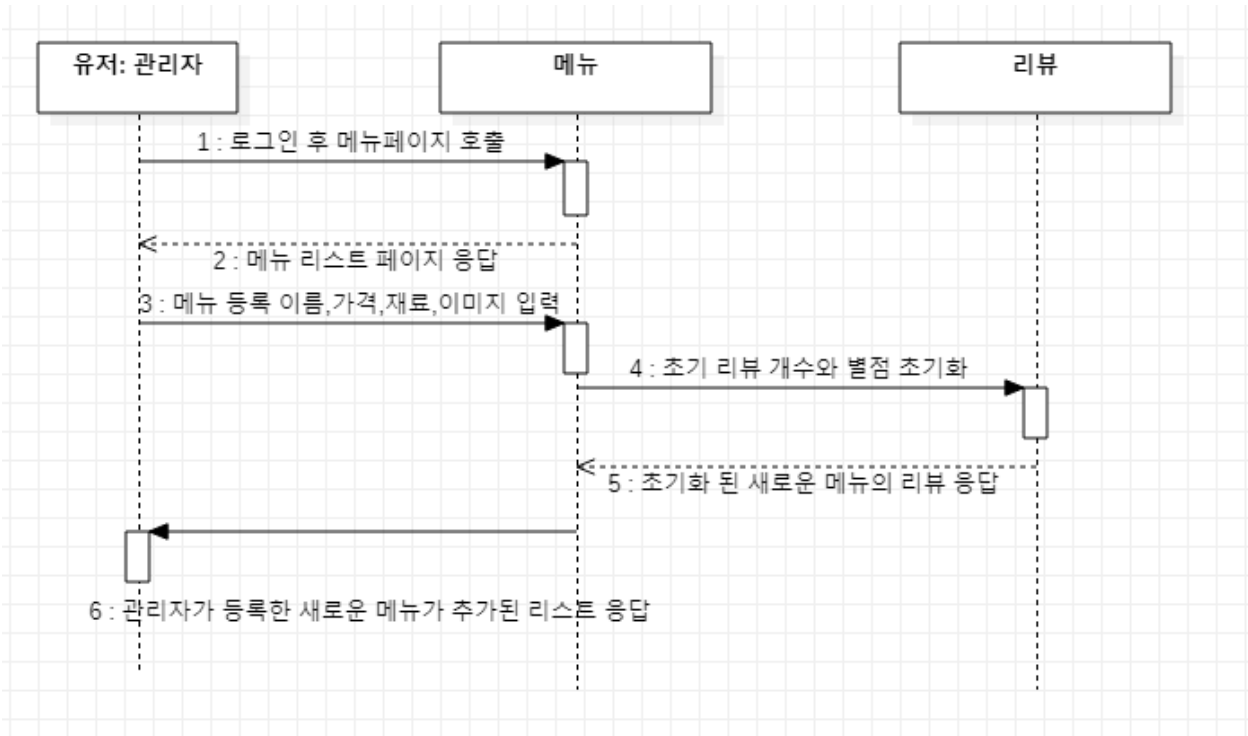 유저: 관리자
메뉴
리뷰
1 : 로그인 후 메뉴페이지 호출
2 : 메뉴 리스트 페이지 응답
3 : 메뉴 등록 이름,가격,재료,이미지 입력
4 : 초기 리뷰 개수와 별점 초기화
5 : 초기화 된 새로운 메뉴의 리뷰 응답
6 : 관리자가 등록한 새로운 메뉴가 추가된 리스트 응답